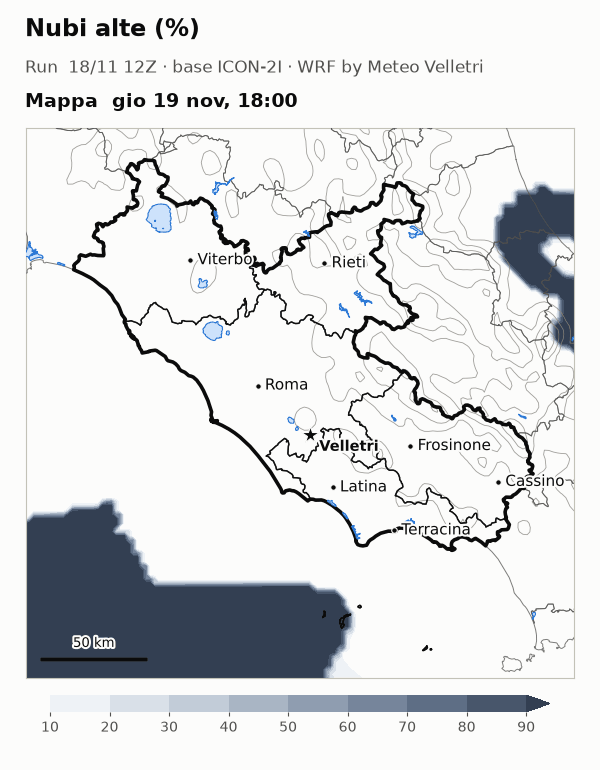 Nubi alte (%)
Run  18/11 12Z · base ICON-2I · WRF by Meteo Velletri
Mappa  gio 19 nov, 18:00
Viterbo
Rieti
Roma
Velletri
Frosinone
Cassino
Latina
Terracina
50 km
10 20 30 40 50 60 70 80 90